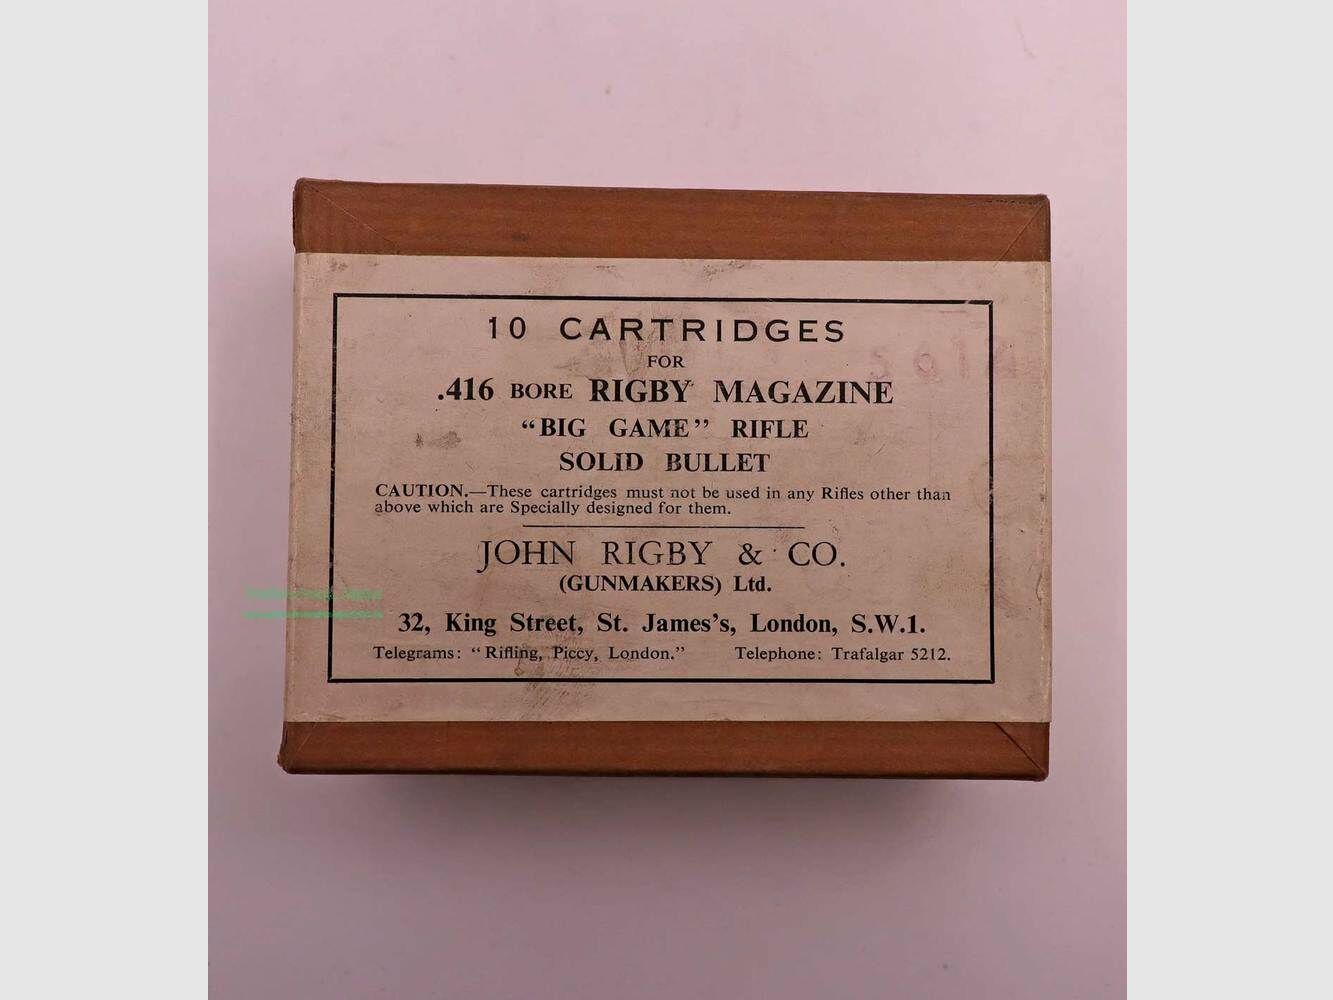 10 CARTRIDGES
FOR
.416 BORE RIGBY MAGAZINE
“BIG GAME” RIFLE
SOLID BULLET
CAUTION.—These cartridges must not be used in any Rifles other than
above which are Specially designed for them.
JOHN RIGBY & CO.
(GUNMAKERS) Ltd.
32, King Street, St. James’s, London, S.W.1.
Telegrams: “Rifling, Piccy, London.” Telephone: Trafalgar 5212.